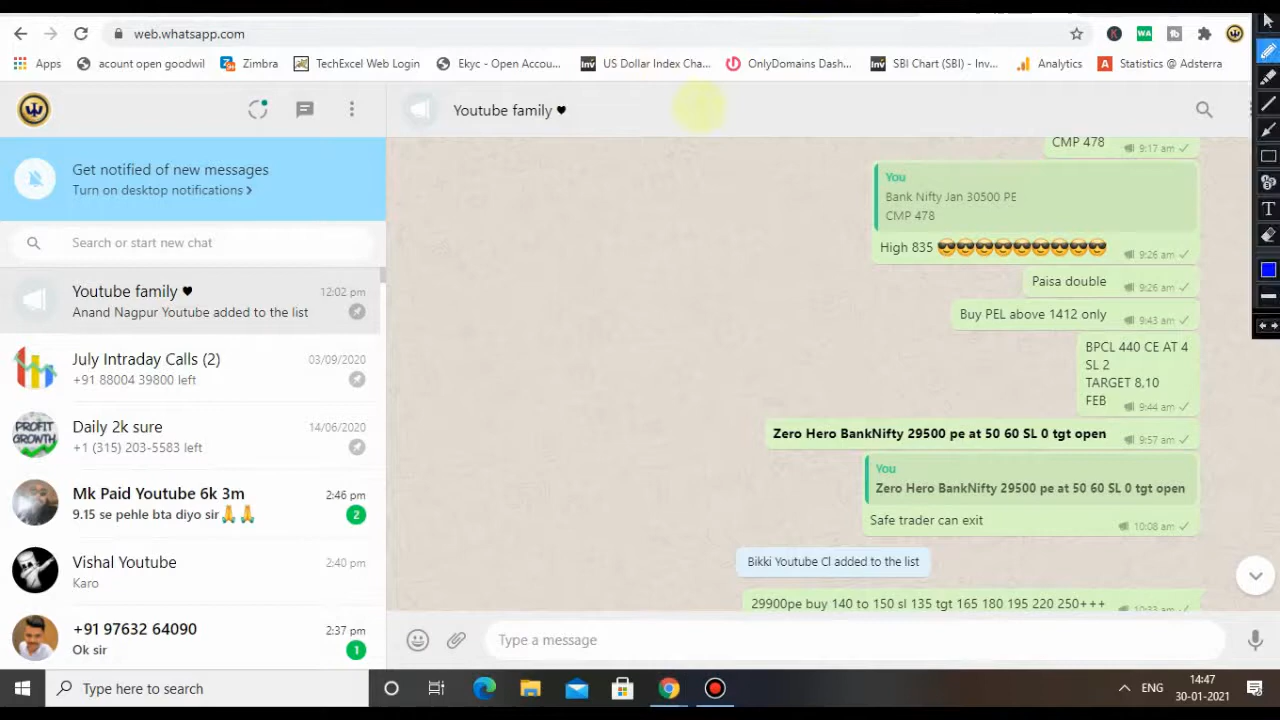 web.whatsapp.com
Apps
acount open goodwil
Zimbra
TechExcel Web Login
Ekyc - Open Accou...
US Dollar Index Cha...
OnlyDomains Dash...
SBI Chart (SBI) - Inv...
Analytics
Statistics @ Adsterra
Youtube family ♥
Get notified of new messages
Turn on desktop notifications >
Search or start new chat
Youtube family ♥ 12:02 pm
Anand Nagpur Youtube added to the list
July Intraday Calls (2) 03/09/2020
+91 88004 39800 left
PROFIT GROWTH
Daily 2k sure 14/06/2020
+1 (315) 203-5583 left
Mk Paid Youtube 6k 3m 2:46 pm
9.15 se pehle bta diyo sir🙏🙏 2
Vishal Youtube 2:40 pm
Karo
+91 97632 64090 2:37 pm
Ok sir 1
CMP 478 9:17 am
You
Bank Nifty Jan 30500 PE
CMP 478
High 835 😎😎😎😎😎😎😎😎😎 9:26 am
Paisa double 9:26 am
Buy PEL above 1412 only 9:43 am
BPCL 440 CE AT 4
SL 2
TARGET 8,10
FEB 9:44 am
Zero Hero BankNifty 29500 pe at 50 60 SL 0 tgt open 9:57 am
You
Zero Hero BankNifty 29500 pe at 50 60 SL 0 tgt open
Safe trader can exit 10:08 am
Bikki Youtube Cl added to the list
29900pe buy 140 to 150 sl 135 tgt 165 180 195 220 250+++ 10:33 am
Type a message
Type here to search
ENG
14:47
30-01-2021